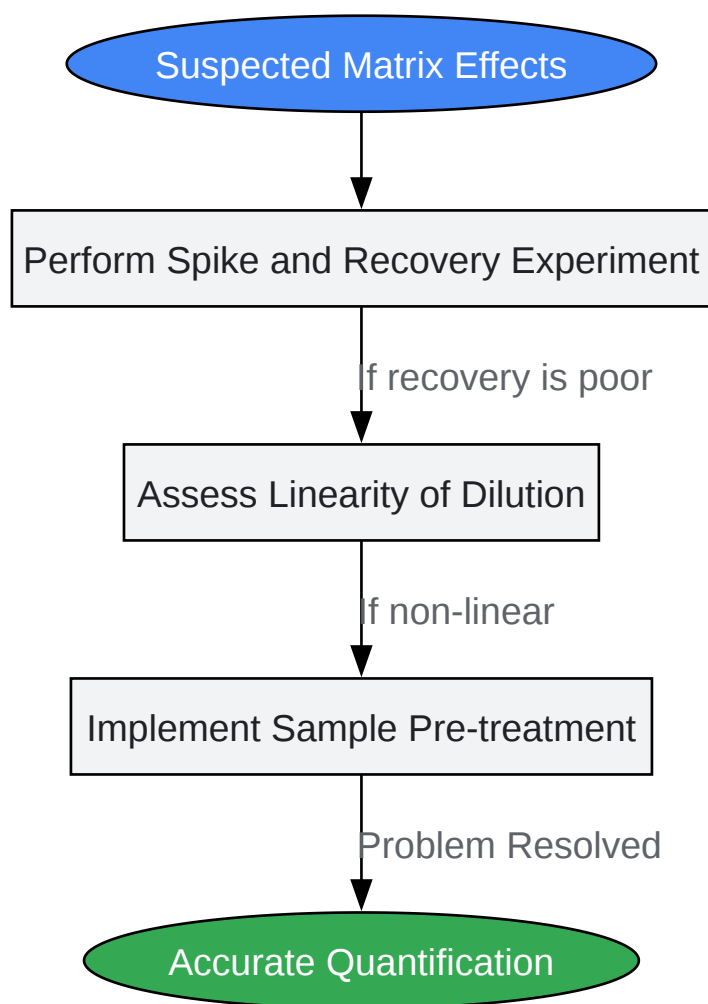 Suspected Matrix Effects
Perform Spike and Recovery Experiment
If recovery is poor
Assess Linearity of Dilution
If non-linear
Implement Sample Pre-treatment
Problem Resolved
Accurate Quantification